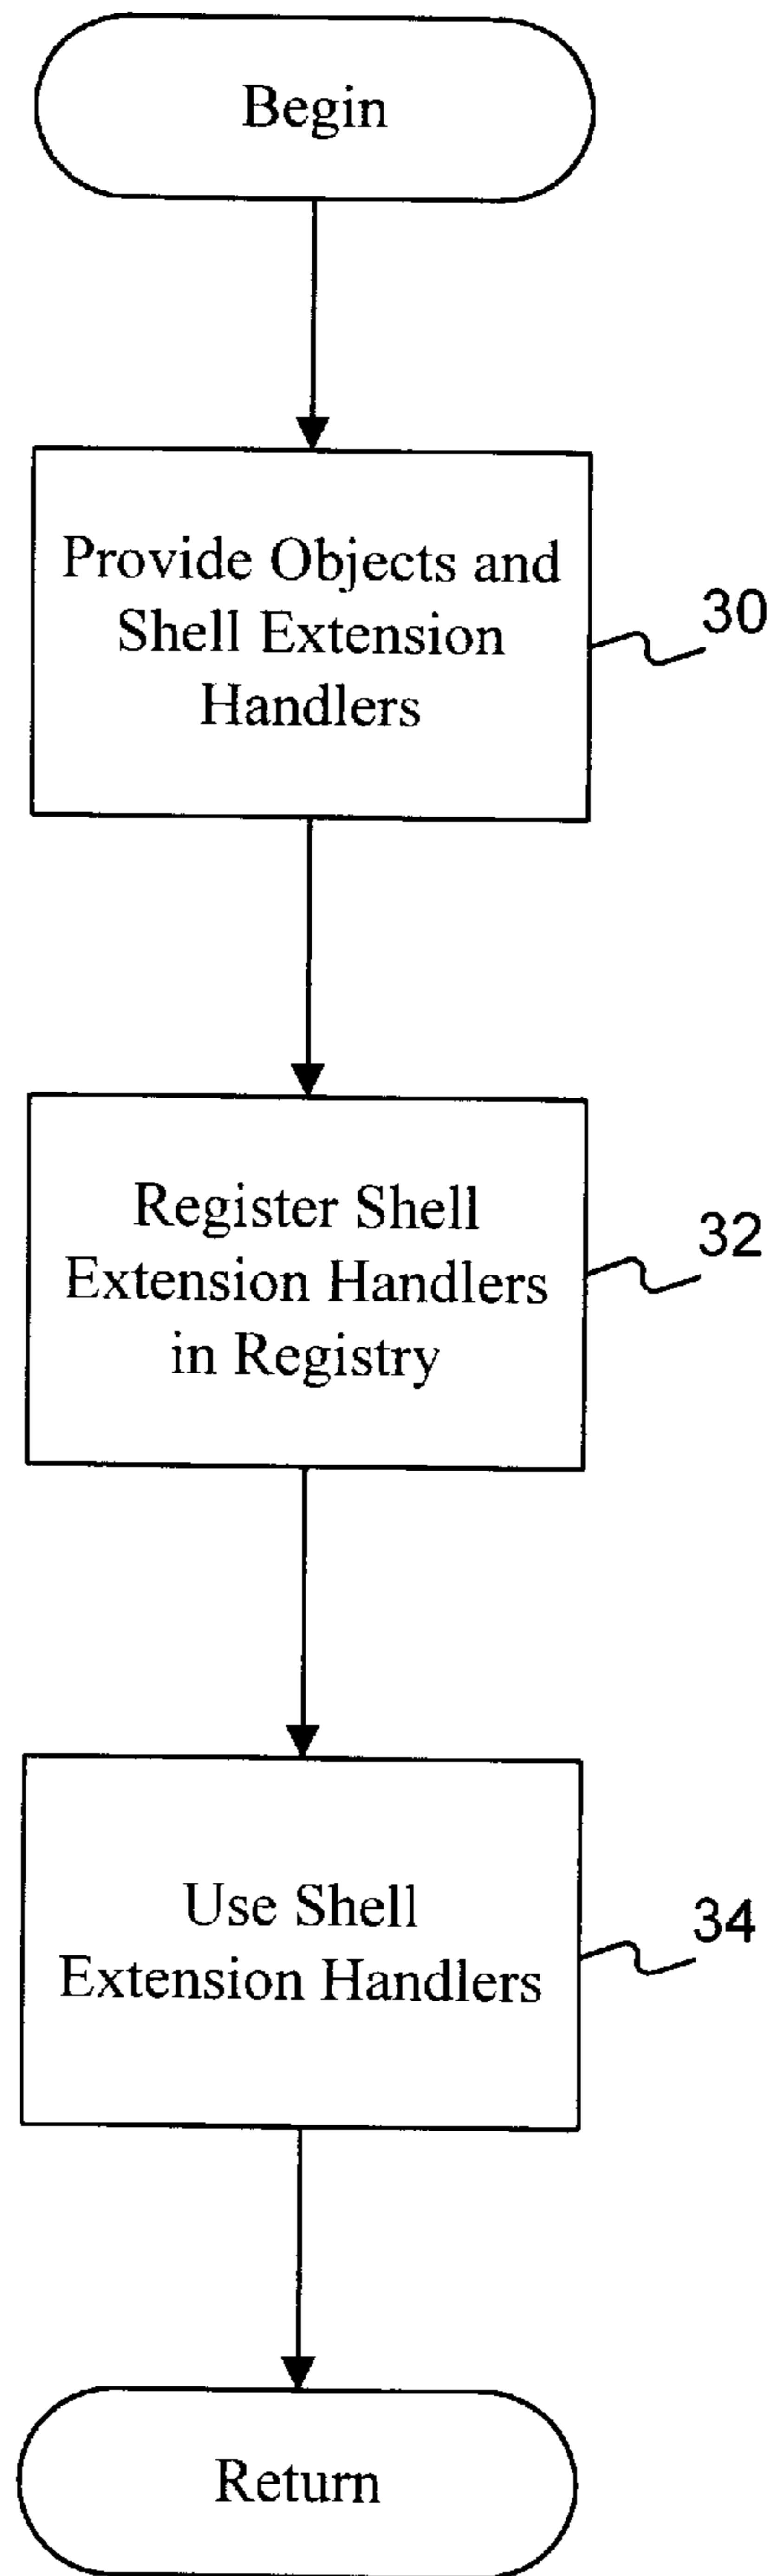 Begin
Provide Objects and
Shell Extension
Handlers
30
Register Shell
Extension Handlers
in Registry
32
Use Shell
Extension Handlers
34
Return